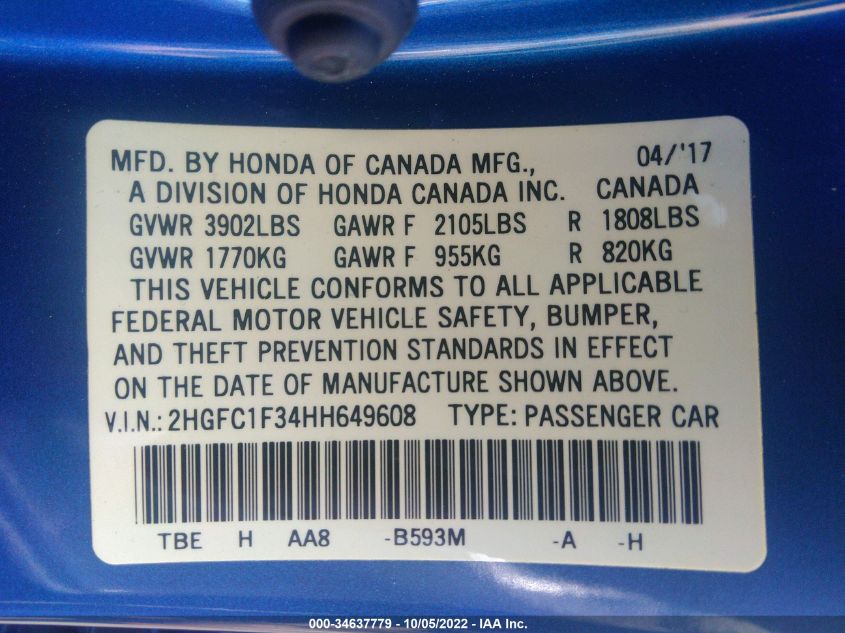 MFD. BY HONDA OF CANADA MFG., 04/'17
A DIVISION OF HONDA CANADA INC. CANADA
GVWR 3902LBS GAWR F 2105LBS R 1808LBS
GVWR 1770KG GAWR F 955KG R 820KG
THIS VEHICLE CONFORMS TO ALL APPLICABLE
FEDERAL MOTOR VEHICLE SAFETY, BUMPER,
AND THEFT PREVENTION STANDARDS IN EFFECT
ON THE DATE OF MANUFACTURE SHOWN ABOVE.
V.I.N.: 2HGFC1F34HH649608 TYPE: PASSENGER CAR
TBE H AA8 -B593M -A -H
000-34637779 - 10/05/2022 - IAA Inc.